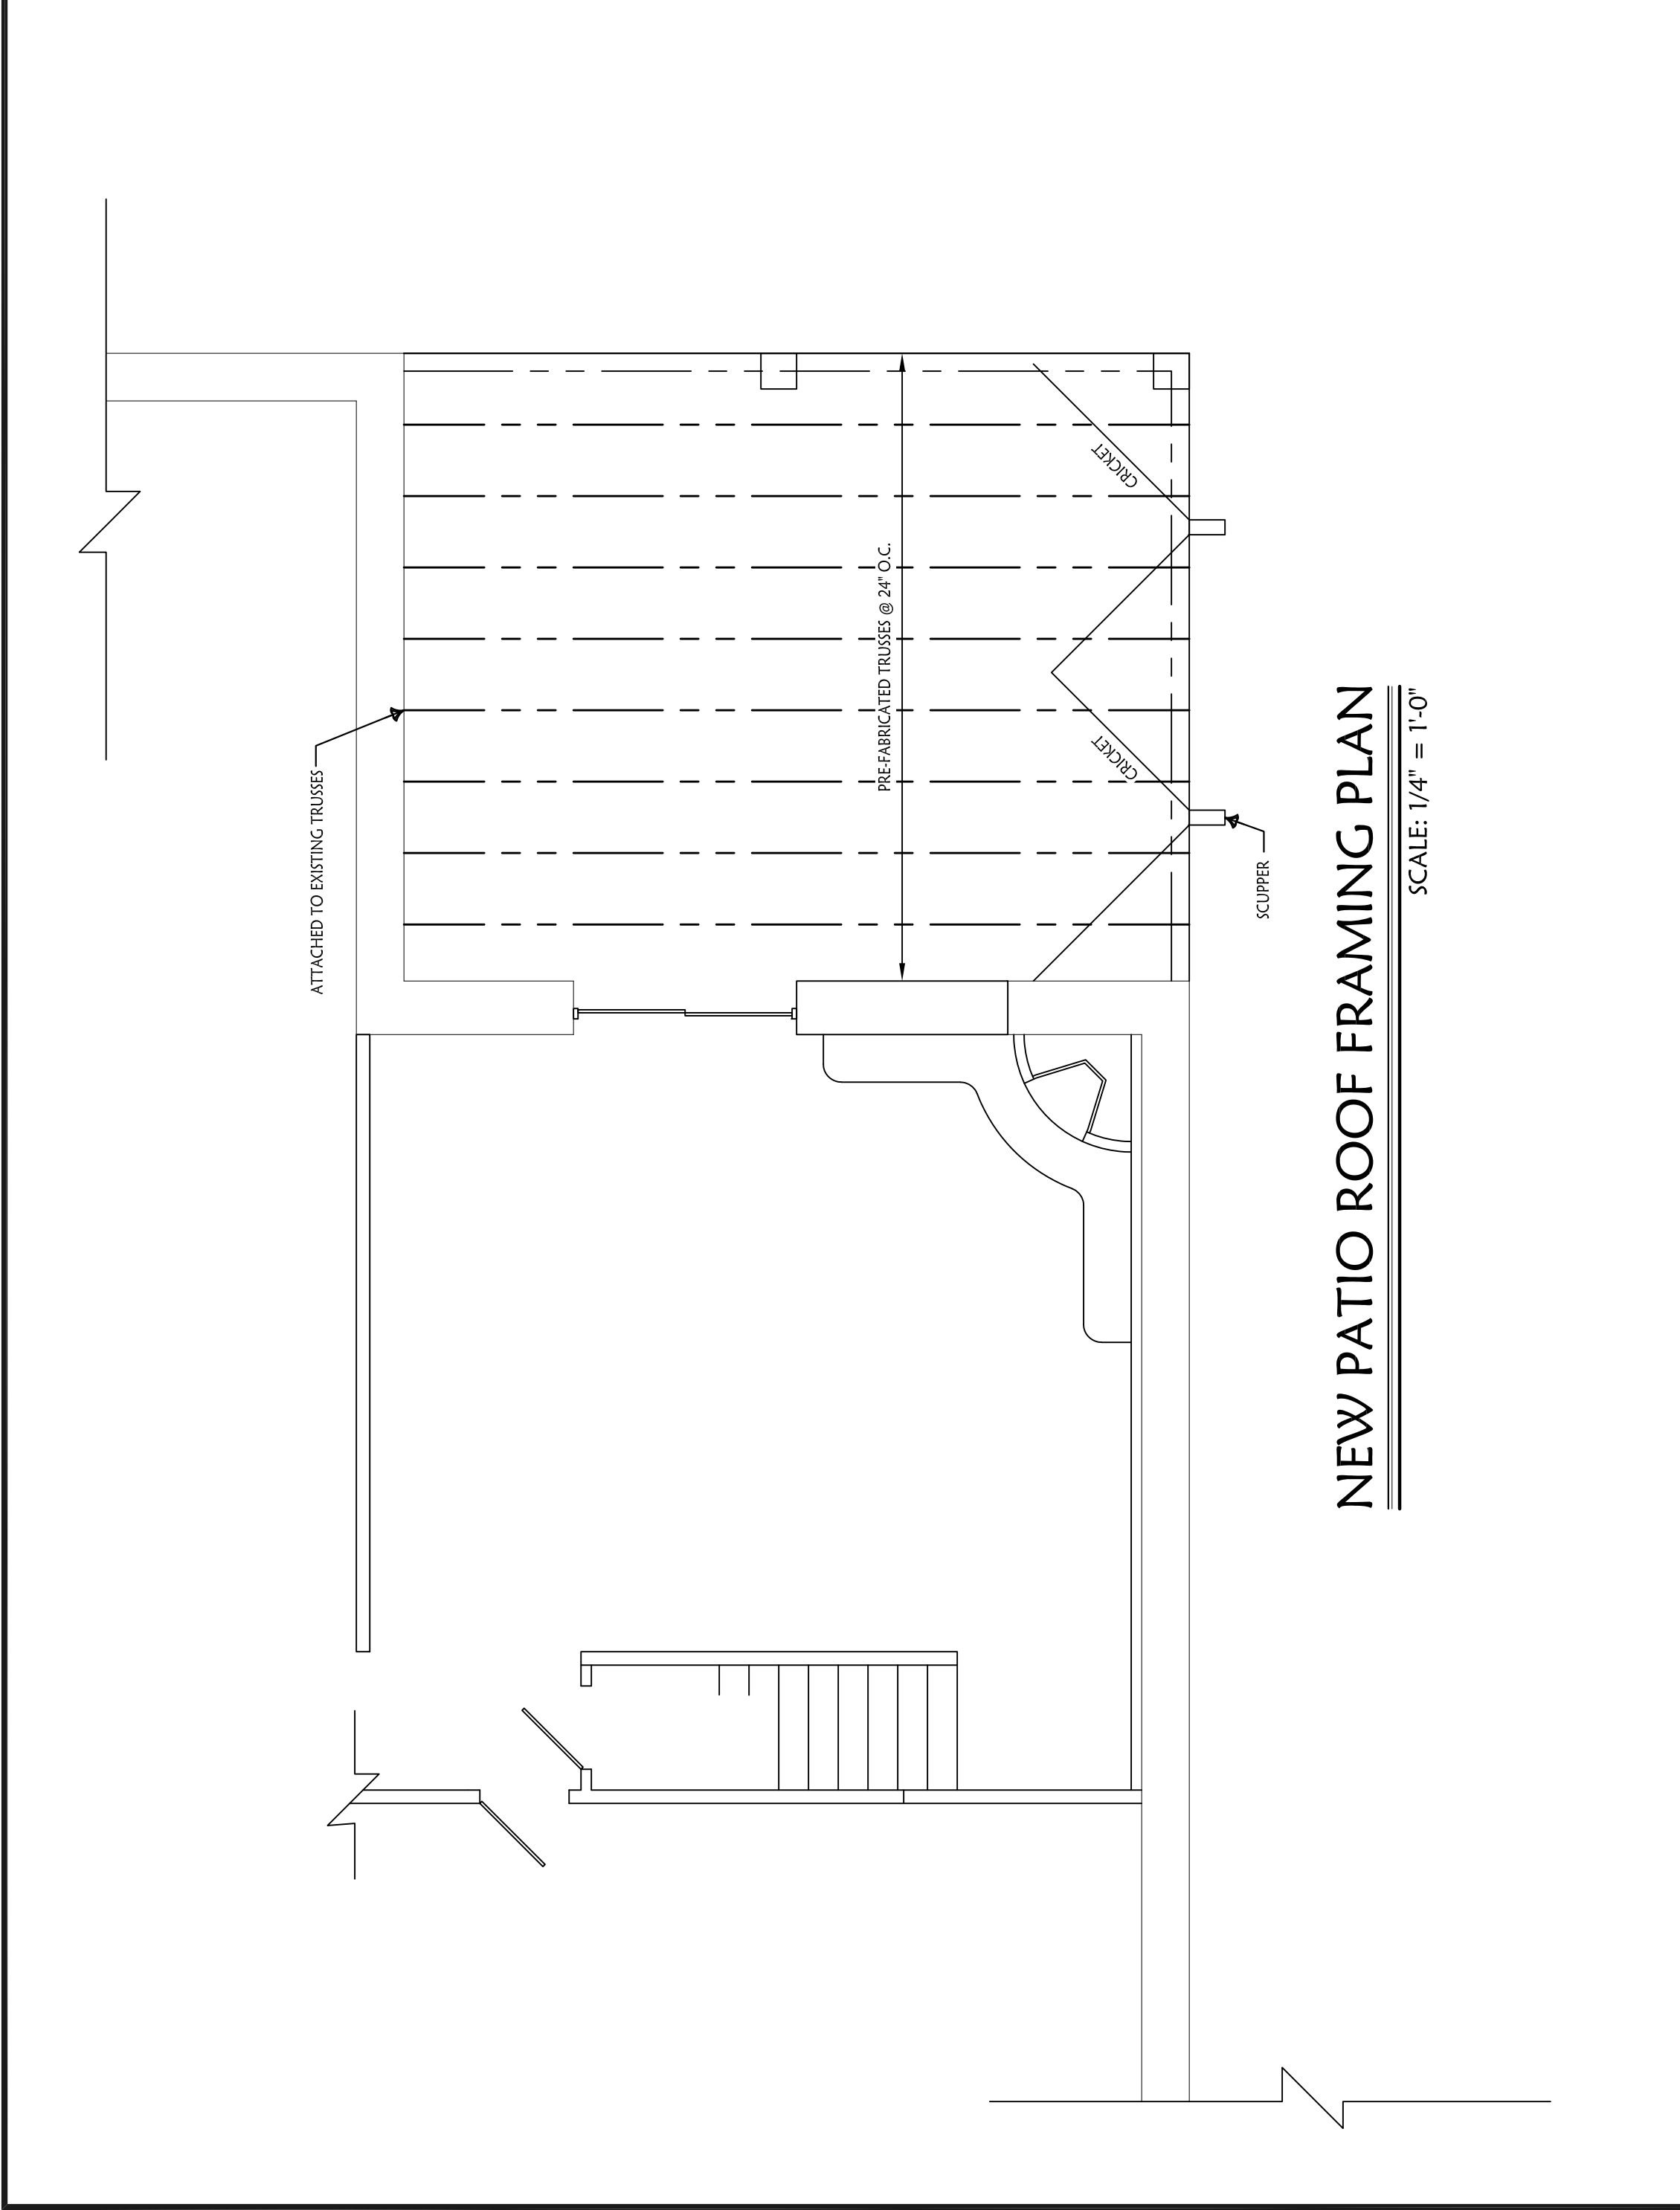 ATTACHED TO EXISTING TRUSSES
PRE-FABRICATED TRUSSES @ 24" O.C.
CRICKET
CRICKET
SCUPPER
NEW PATIO ROOF FRAMING PLAN
SCALE: 1/4" = 1'-0"